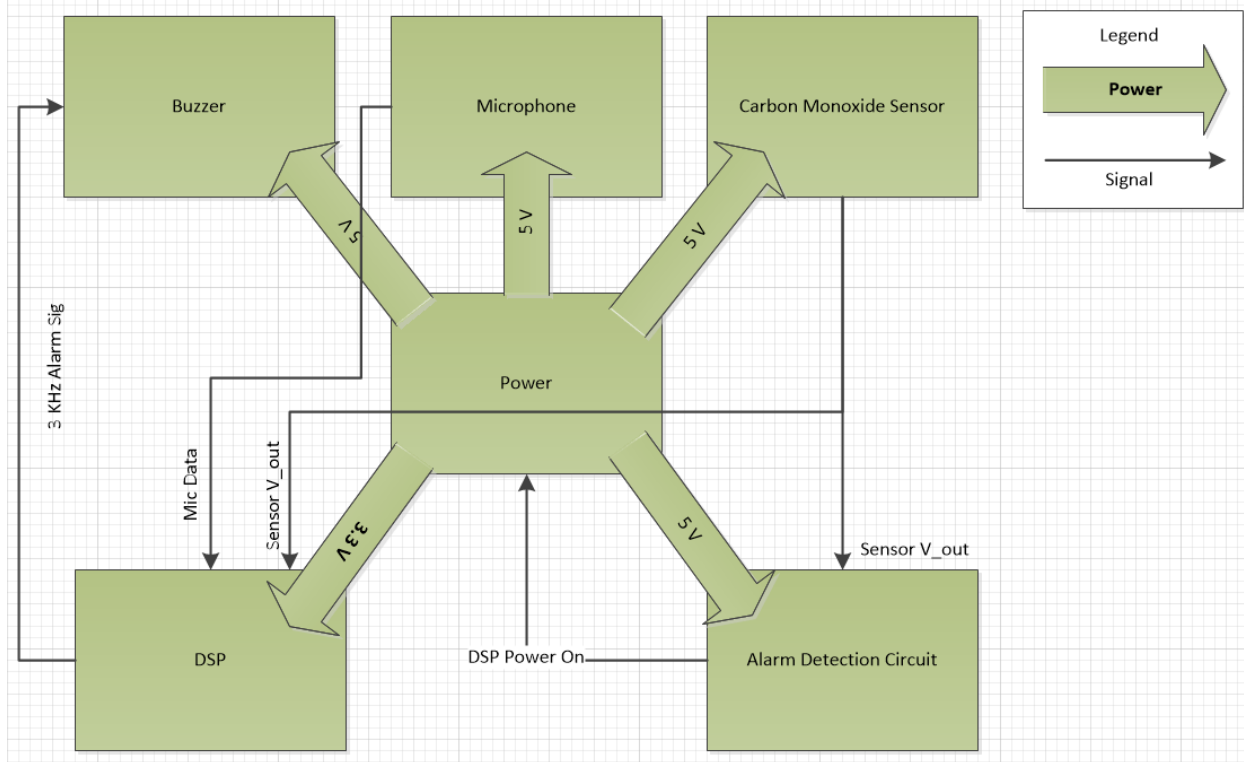 Buzzer
Microphone
Carbon Monoxide Sensor
Legend
Power
Signal
5 V
5 V
5 V
3 KHz Alarm Sig
Power
Mic Data
Sensor V_out
3.3 V
5 V
Sensor V_out
DSP
DSP Power On
Alarm Detection Circuit